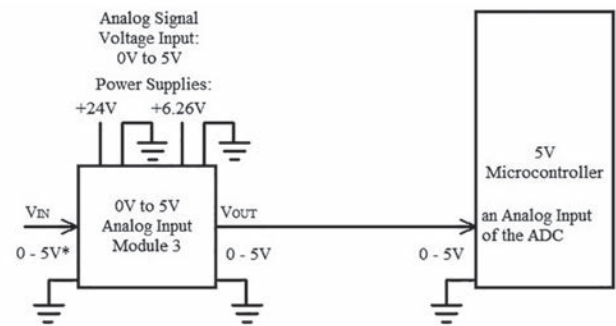 Analog Signal
Voltage Input:
0V to 5V
Power Supplies:
+24V +6.26V
5V
Microcontroller
VIN
0V to 5V
Analog Input
Module 3
VOUT
an Analog Input
of the ADC
0 - 5V*
0 - 5V
0 - 5V